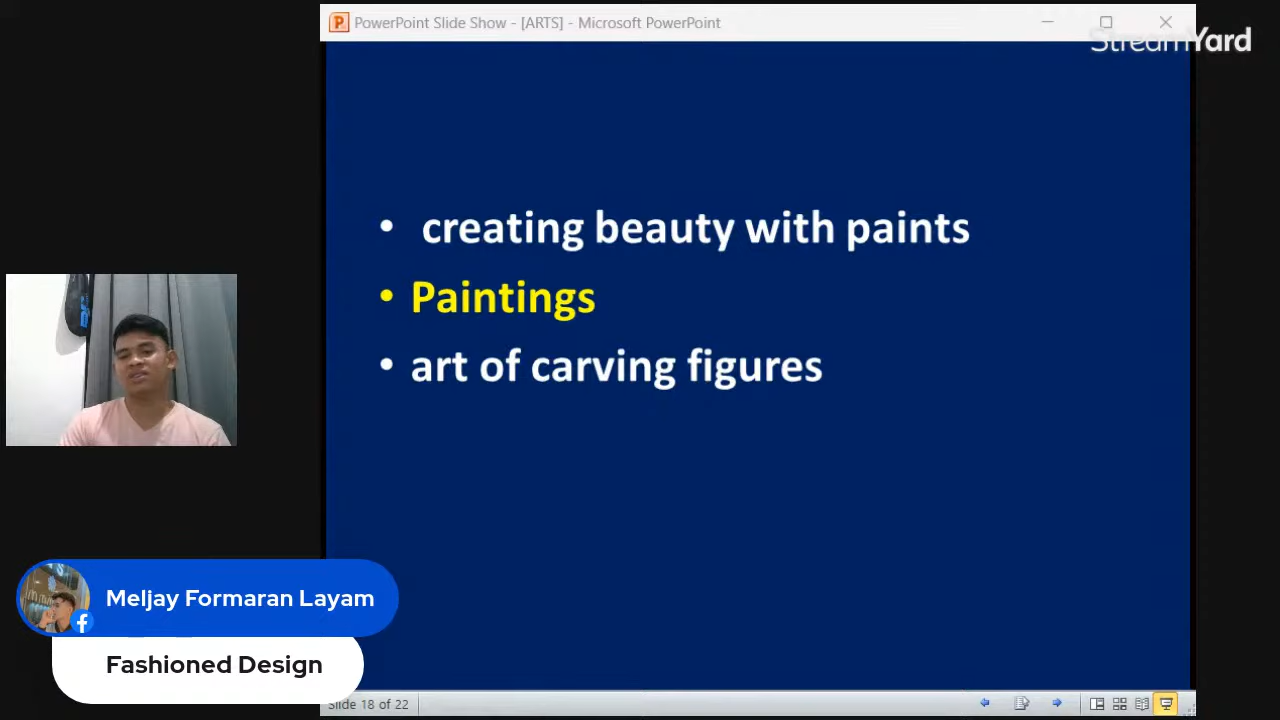 PowerPoint Slide Show - [ARTS] - Microsoft PowerPoint
StreamYard
• creating beauty with paints
• Paintings
• art of carving figures
Meljay Formaran Layam
Fashioned Design
Slide 18 of 22